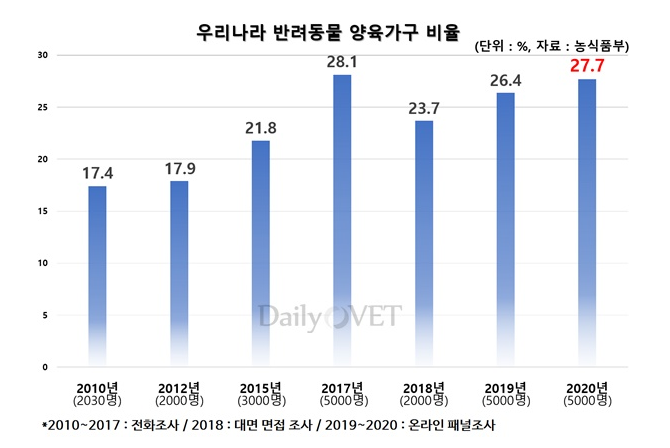 우리나라 반려동물 양육가구 비율
(단위 : %, 자료 : 농식품부)
30
25
20
15
10
5
0
17.4
17.9
21.8
28.1
23.7
26.4
27.7
Daily VET
2010년 2012년 2015년 2017년 2018년 2019년 2020년
(2030명) (2000명) (3000명) (5000명) (2000명) (5000명) (5000명)
*2010~2017 : 전화조사 / 2018 : 대면 면접 조사 / 2019~2020 : 온라인 패널조사